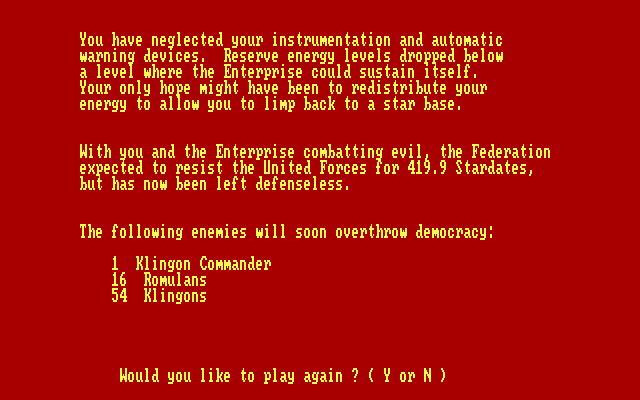 You have neglected your instrumentation and automatic
warning devices.  Reserve energy levels dropped below
a level where the Enterprise could sustain itself.
Your only hope might have been to redistribute your
energy to allow you to limp back to a star base.
With you and the Enterprise combatting evil, the Federation
expected to resist the United Forces for 419.9 Stardates,
but has now been left defenseless.
The following enemies will soon overthrow democracy:
1  Klingon Commander
16  Romulans
54  Klingons
Would you like to play again ? ( Y or N )